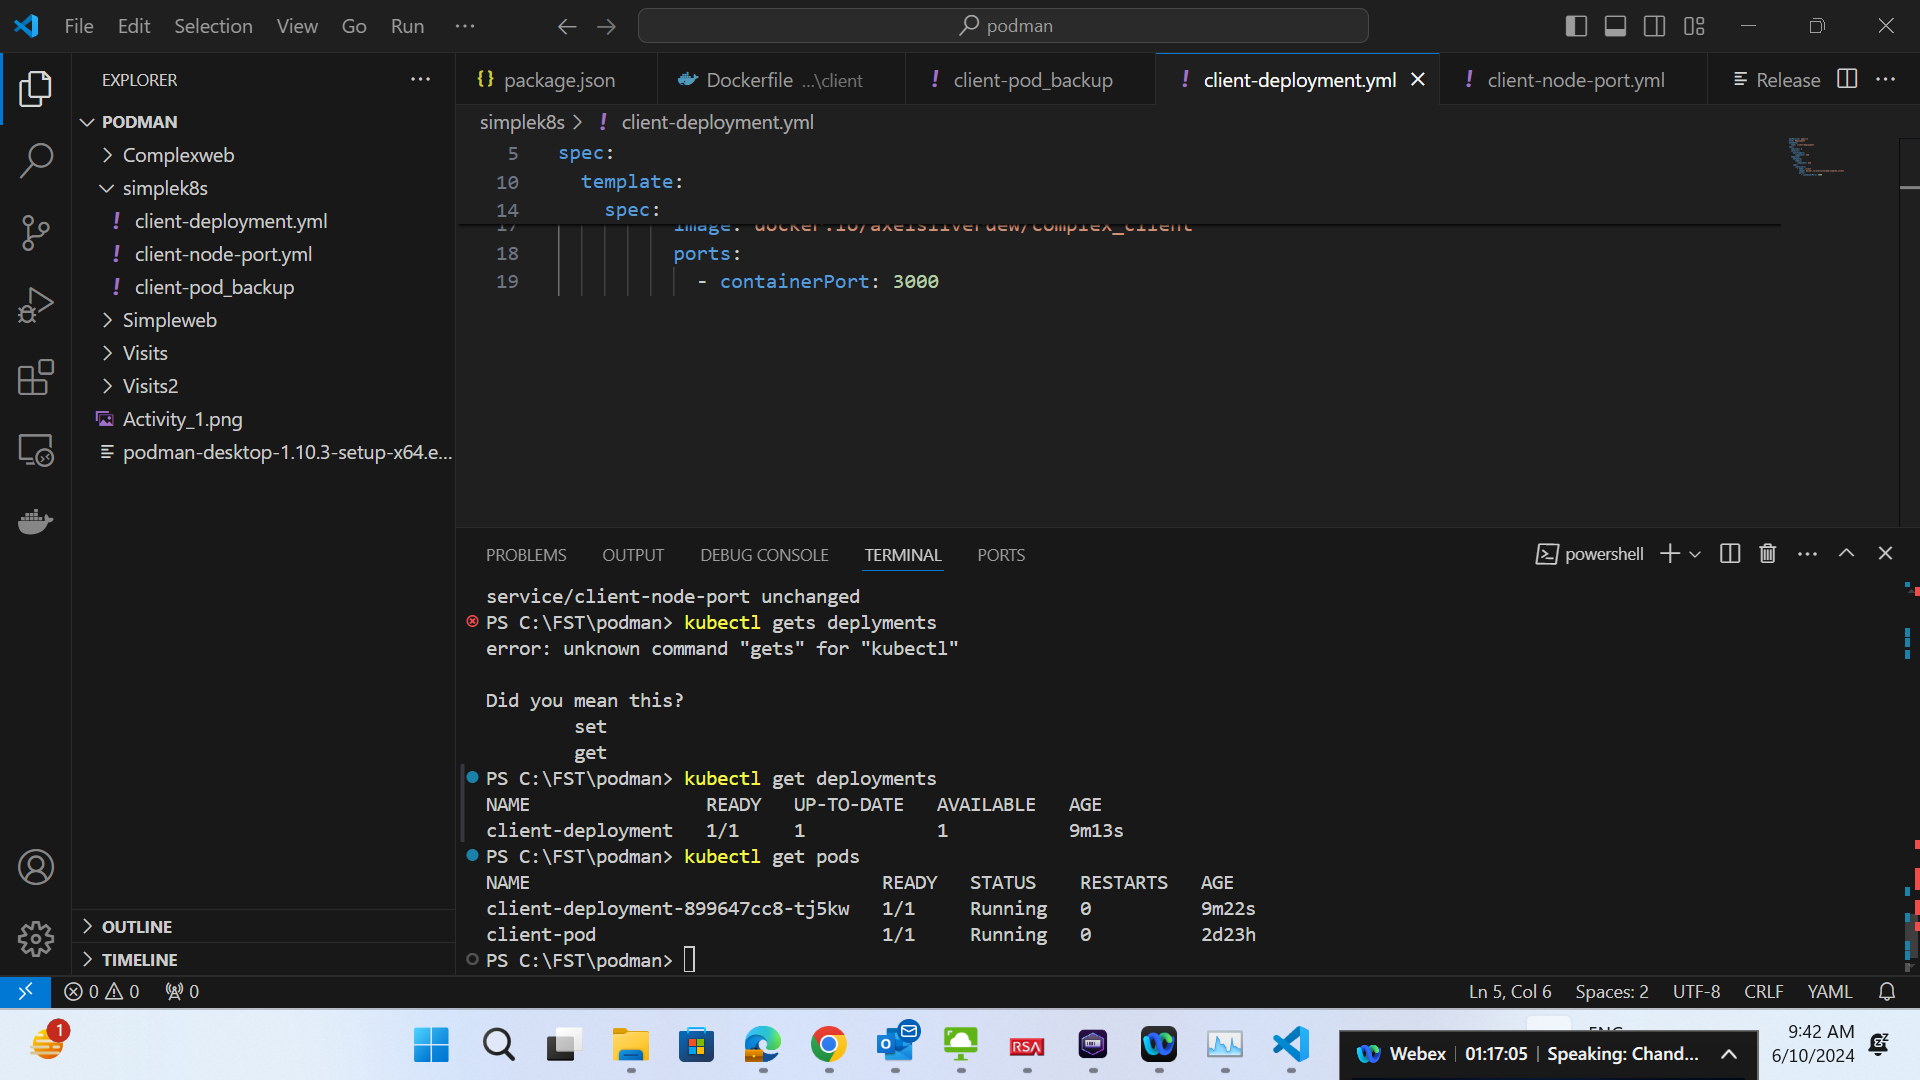 File Edit Selection View Go Run ···
podman
EXPLORER
PODMAN
Complexweb
simplek8s
! client-deployment.yml
! client-node-port.yml
! client-pod_backup
Simpleweb
Visits
Visits2
Activity_1.png
podman-desktop-1.10.3-setup-x64.e...
OUTLINE
TIMELINE
{} package.json
Dockerfile ...\client
! client-pod_backup
! client-deployment.yml
! client-node-port.yml
Release
simplek8s > ! client-deployment.yml
5 spec:
10 template:
14 spec:
17 image: docker.io/axelsilverdew/complex_client
18 ports:
19 - containerPort: 3000
PROBLEMS OUTPUT DEBUG CONSOLE TERMINAL PORTS
powershell
service/client-node-port unchanged
PS C:\FST\podman> kubectl gets deplyments
error: unknown command "gets" for "kubectl"
Did you mean this?
set
get
PS C:\FST\podman> kubectl get deployments
NAME READY UP-TO-DATE AVAILABLE AGE
client-deployment 1/1 1 1 9m13s
PS C:\FST\podman> kubectl get pods
NAME READY STATUS RESTARTS AGE
client-deployment-899647cc8-tj5kw 1/1 Running 0 9m22s
client-pod 1/1 Running 0 2d23h
PS C:\FST\podman>
0 0 0
Ln 5, Col 6 Spaces: 2 UTF-8 CRLF YAML
1
RSA
Webex 01:17:05 Speaking: Chand...
ENG
9:42 AM
6/10/2024